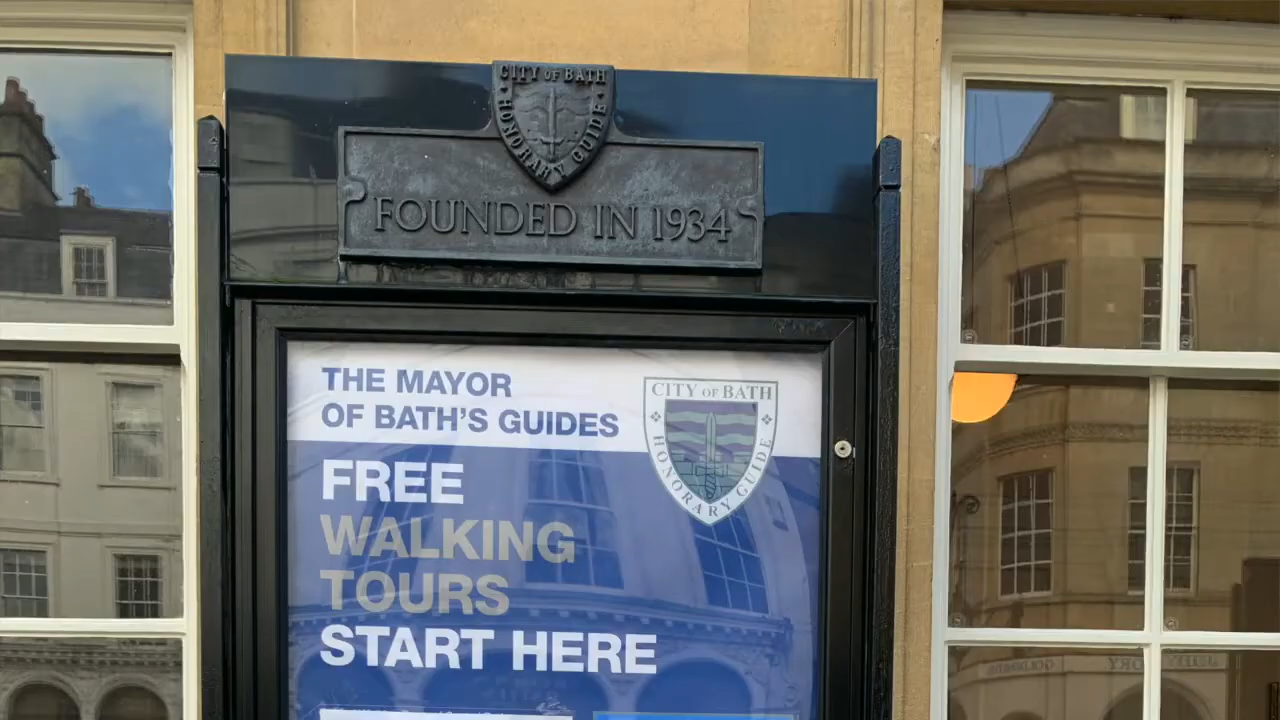 CITY OF BATH
HONORARY GUIDE
FOUNDED IN 1934
THE MAYOR
OF BATH'S GUIDES
CITY OF BATH
HONORARY GUIDE
FREE
WALKING
TOURS
START HERE